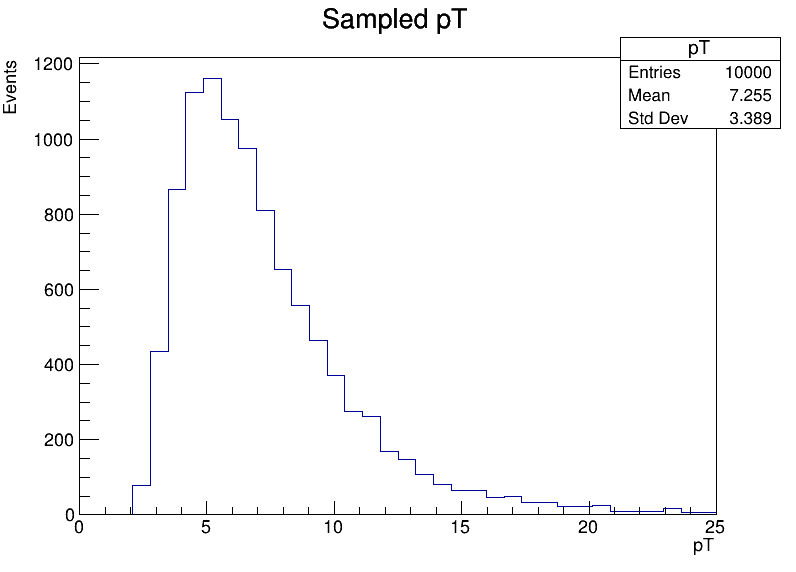 Sampled pT
pT
Entries 10000
Mean 7.255
Std Dev 3.389
Events
1200
1000
800
600
400
200
0
0 5 10 15 20 25
pT